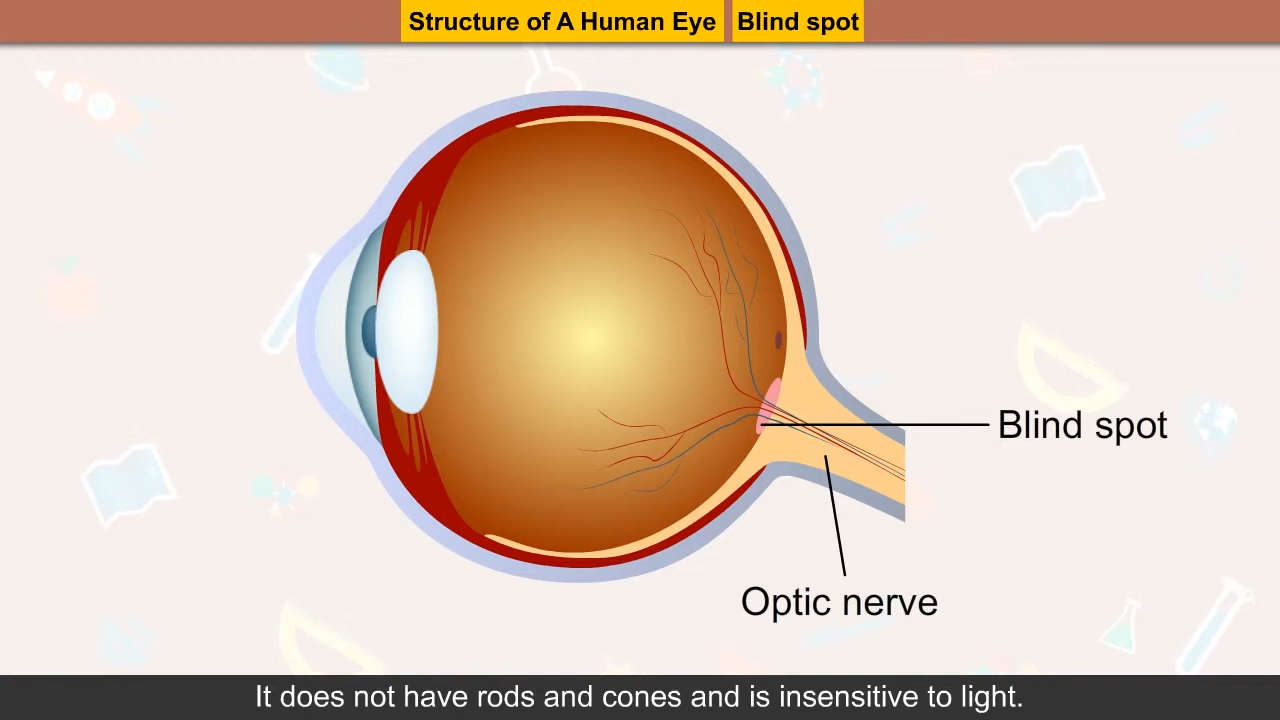 Structure of A Human Eye Blind spot
Blind spot
Optic nerve
It does not have rods and cones and is insensitive to light.